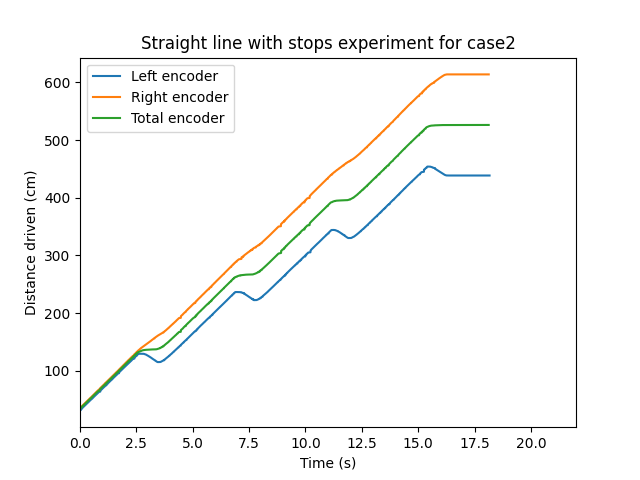 Straight line with stops experiment for case2
Left encoder
Right encoder
Total encoder
Distance driven (cm)
600
500
400
300
200
100
0.0 2.5 5.0 7.5 10.0 12.5 15.0 17.5 20.0
Time (s)